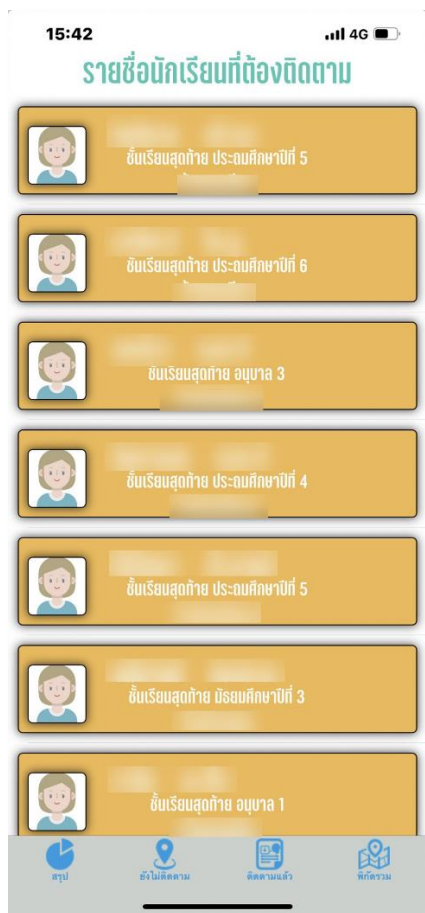 15:42 4G
รายชื่อนักเรียนที่ต้องติดตาม
ชั้นเรียนสุดท้าย ประถมศึกษาปีที่ 5
ชั้นเรียนสุดท้าย ประถมศึกษาปีที่ 6
ชั้นเรียนสุดท้าย อนุบาล 3
ชั้นเรียนสุดท้าย ประถมศึกษาปีที่ 4
ชั้นเรียนสุดท้าย ประถมศึกษาปีที่ 5
ชั้นเรียนสุดท้าย มัธยมศึกษาปีที่ 3
ชั้นเรียนสุดท้าย อนุบาล 1
สรุป ยังไม่ติดตาม ติดตามแล้ว พิกัดรวม